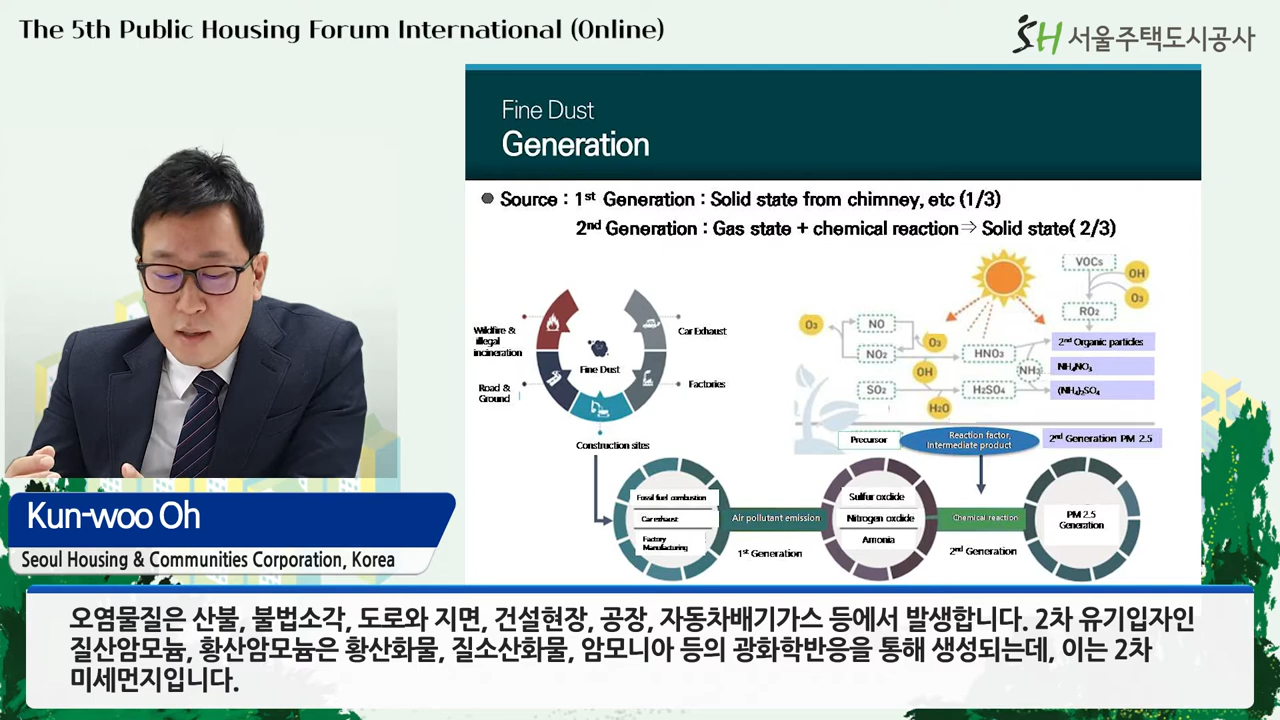 The 5th Public Housing Forum International (Online)
SH 서울주택도시공사
Fine Dust
Generation
Source : 1st Generation : Solid state from chimney, etc (1/3)
2nd Generation : Gas state + chemical reaction ⇒ Solid state( 2/3)
Wildfire &
illegal
incineration
Road &
Ground
Fine Dust
Car Exhaust
Factories
Construction sites
O₃
NO
NO₂
SO₂
O₃
OH
H₂O
HNO₃
H₂SO₄
NH₃
VOCs
OH
O₃
RO₂
2nd Organic particles
NH₄NO₃
(NH₄)₂SO₄
Precursor
Reaction factor,
Intermediate product
2nd Generation PM 2.5
Fossil fuel combustion
Car exhaust
Factory
Manufacturing
Air pollutant emission
1st Generation
Sulfur oxdide
Nitrogen oxdide
Amonia
Chemical reaction
2nd Generation
PM 2.5
Generation
Kun-woo Oh
Seoul Housing & Communities Corporation, Korea
오염물질은 산불, 불법소각, 도로와 지면, 건설현장, 공장, 자동차배기가스 등에서 발생합니다. 2차 유기입자인
질산암모늄, 황산암모늄은 황산화물, 질소산화물, 암모니아 등의 광화학반응을 통해 생성되는데, 이는 2차
미세먼지입니다.